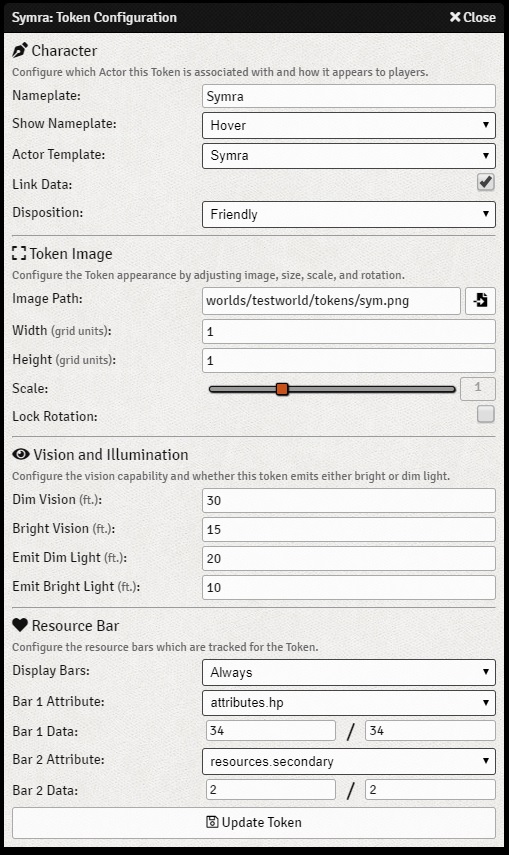 Symra: Token Configuration Close
Character
Configure which Actor this Token is associated with and how it appears to players.
Nameplate: Symra
Show Nameplate: Hover
Actor Template: Symra
Link Data:
Disposition: Friendly
Token Image
Configure the Token appearance by adjusting image, size, scale, and rotation.
Image Path: worlds/testworld/tokens/sym.png
Width (grid units): 1
Height (grid units): 1
Scale: 1
Lock Rotation:
Vision and Illumination
Configure the vision capability and whether this token emits either bright or dim light.
Dim Vision (ft.): 30
Bright Vision (ft.): 15
Emit Dim Light (ft.): 20
Emit Bright Light (ft.): 10
Resource Bar
Configure the resource bars which are tracked for the Token.
Display Bars: Always
Bar 1 Attribute: attributes.hp
Bar 1 Data: 34 / 34
Bar 2 Attribute: resources.secondary
Bar 2 Data: 2 / 2
Update Token